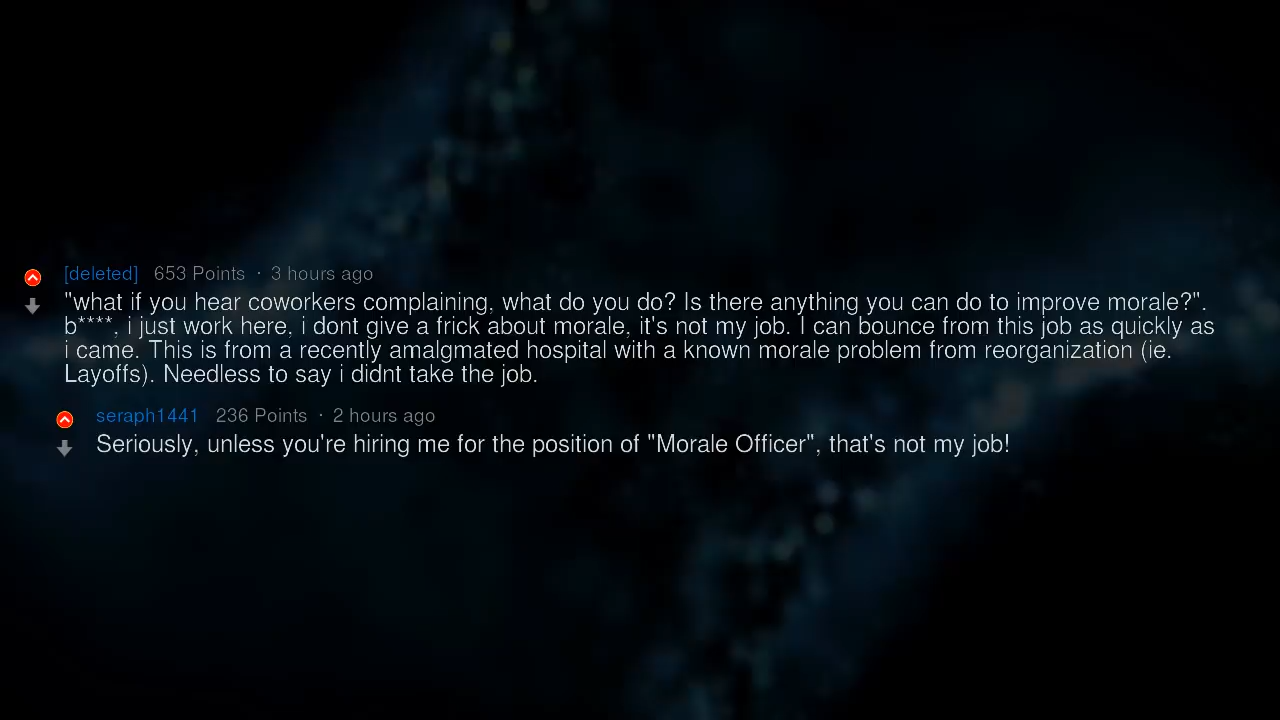 [deleted] 653 Points · 3 hours ago
"what if you hear coworkers complaining, what do you do? Is there anything you can do to improve morale?".
b****, i just work here, i dont give a frick about morale, it's not my job. I can bounce from this job as quickly as
i came. This is from a recently amalgmated hospital with a known morale problem from reorganization (ie.
Layoffs). Needless to say i didnt take the job.
seraph1441 236 Points · 2 hours ago
Seriously, unless you're hiring me for the position of "Morale Officer", that's not my job!